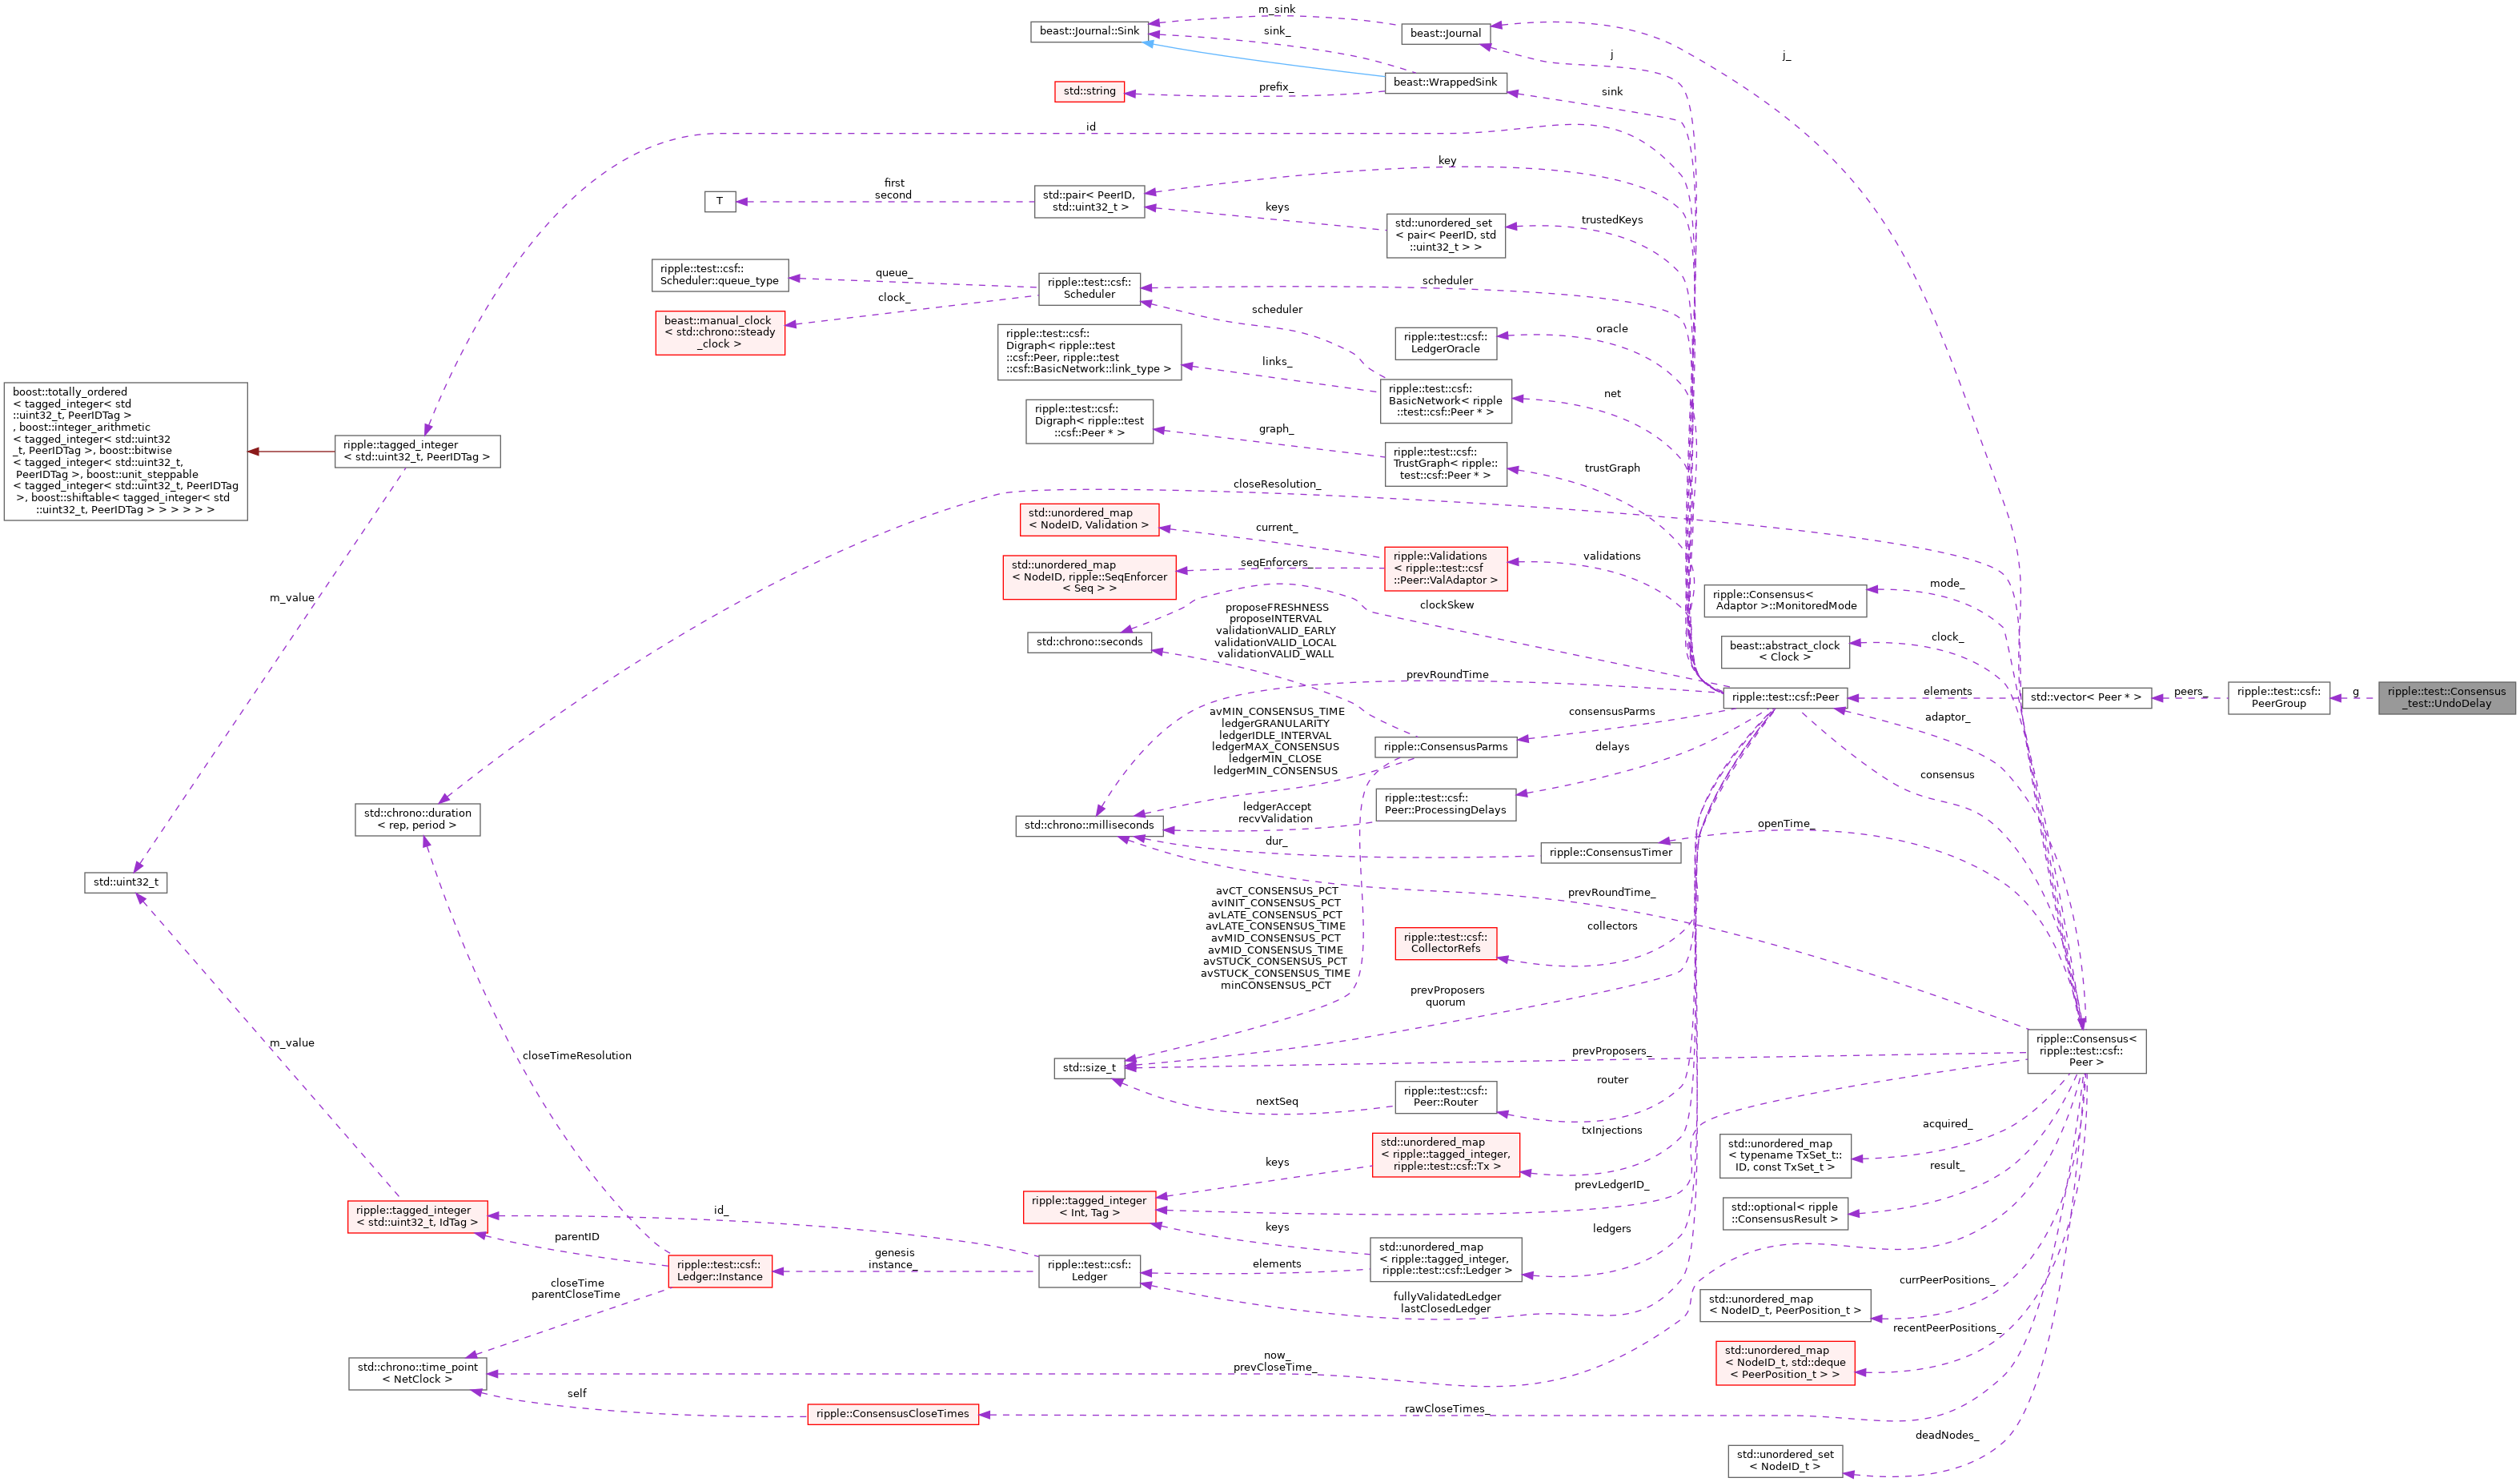 m_sink
beast::Journal::Sink
sink_
beast::Journal
j
j_
beast::WrappedSink
prefix_
sink
std::string
id
key
first
second
T
std::pair< PeerID,
std::uint32_t >
keys
std::unordered_set
< pair< PeerID, std
::uint32_t > >
trustedKeys
ripple::test::csf::
Scheduler::queue_type
queue_
clock_
ripple::test::csf::
Scheduler
scheduler
scheduler
beast::manual_clock
< std::chrono::steady
_clock >
ripple::test::csf::
Digraph< ripple::test
::csf::Peer, ripple::test
::csf::BasicNetwork::link_type >
links_
ripple::test::csf::
LedgerOracle
oracle
ripple::test::csf::
BasicNetwork< ripple
::test::csf::Peer * >
net
ripple::test::csf::
Digraph< ripple::test
::csf::Peer * >
graph_
ripple::test::csf::
TrustGraph< ripple::
test::csf::Peer * >
trustGraph
boost::totally_ordered
< tagged_integer< std
::uint32_t, PeerIDTag >
, boost::integer_arithmetic
< tagged_integer< std::uint32
_t, PeerIDTag >, boost::bitwise
< tagged_integer< std::uint32_t,
PeerIDTag >, boost::unit_steppable
< tagged_integer< std::uint32_t, PeerIDTag
>, boost::shiftable< tagged_integer< std
::uint32_t, PeerIDTag > > > > > >
ripple::tagged_integer
< std::uint32_t, PeerIDTag >
closeResolution_
std::unordered_map
< NodeID, Validation >
current_
std::unordered_map
< NodeID, ripple::SeqEnforcer
< Seq > >
seqEnforcers_
ripple::Validations
< ripple::test::csf
::Peer::ValAdaptor >
validations
m_value
std::chrono::seconds
proposeFRESHNESS
proposeINTERVAL
validationVALID_EARLY
validationVALID_LOCAL
validationVALID_WALL
clockSkew
ripple::Consensus<
Adaptor >::MonitoredMode
mode_
beast::abstract_clock
< Clock >
clock_
prevRoundTime
ripple::test::csf::Peer
elements
std::vector< Peer * >
peers_
ripple::test::csf::
PeerGroup
g
ripple::test::Consensus
_test::UndoDelay
avMIN_CONSENSUS_TIME
ledgerGRANULARITY
ledgerIDLE_INTERVAL
ledgerMAX_CONSENSUS
ledgerMIN_CLOSE
ledgerMIN_CONSENSUS
ripple::ConsensusParms
consensusParms
adaptor_
delays
consensus
std::chrono::duration
< rep, period >
std::chrono::milliseconds
ledgerAccept
recvValidation
ripple::test::csf::
Peer::ProcessingDelays
dur_
ripple::ConsensusTimer
openTime_
std::uint32_t
prevRoundTime_
avCT_CONSENSUS_PCT
avINIT_CONSENSUS_PCT
avLATE_CONSENSUS_PCT
avLATE_CONSENSUS_TIME
avMID_CONSENSUS_PCT
avMID_CONSENSUS_TIME
avSTUCK_CONSENSUS_PCT
avSTUCK_CONSENSUS_TIME
minCONSENSUS_PCT
ripple::test::csf::
CollectorRefs
collectors
prevProposers
quorum
m_value
closeTimeResolution
std::size_t
prevProposers_
ripple::Consensus<
ripple::test::csf::
Peer >
nextSeq
ripple::test::csf::
Peer::Router
router
std::unordered_map
< ripple::tagged_integer,
ripple::test::csf::Tx >
txInjections
keys
std::unordered_map
< typename TxSet_t::
ID, const TxSet_t >
acquired_
ripple::tagged_integer
< Int, Tag >
prevLedgerID_
result_
std::optional< ripple
::ConsensusResult >
ripple::tagged_integer
< std::uint32_t, IdTag >
id_
parentID
keys
ledgers
ripple::test::csf::
Ledger::Instance
genesis
instance_
ripple::test::csf::
Ledger
elements
std::unordered_map
< ripple::tagged_integer,
ripple::test::csf::Ledger >
closeTime
parentCloseTime
fullyValidatedLedger
lastClosedLedger
currPeerPositions_
std::unordered_map
< NodeID_t, PeerPosition_t >
recentPeerPositions_
std::unordered_map
< NodeID_t, std::deque
< PeerPosition_t > >
std::chrono::time_point
< NetClock >
now_
prevCloseTime_
self
ripple::ConsensusCloseTimes
rawCloseTimes_
deadNodes_
std::unordered_set
< NodeID_t >